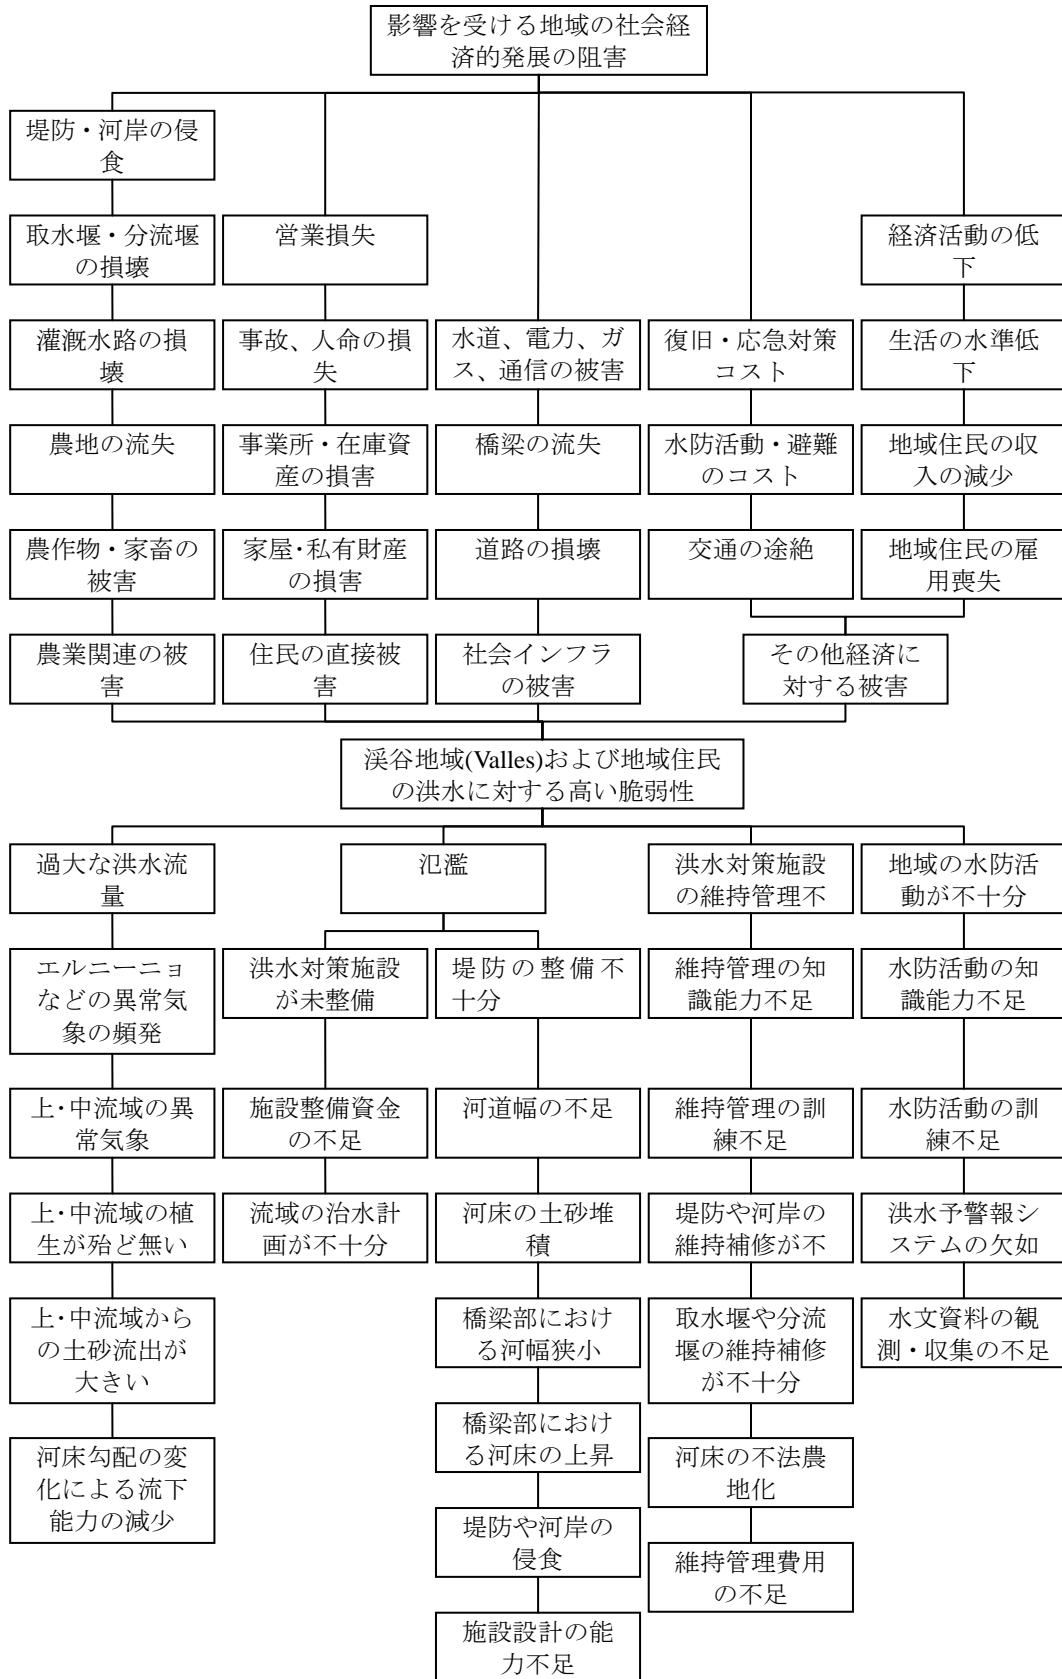 影響を受ける地域の社会経
済的発展の阻害
堤防・河岸の侵
食
取水堰・分流堰
の損壊
営業損失
経済活動の低
下
灌漑水路の損
壊
事故、人命の損
失
水道、電力、ガ
ス、通信の被害
復旧・応急対策
コスト
生活の水準低
下
農地の流失
事業所・在庫資
産の損害
橋梁の流失
水防活動・避難
のコスト
地域住民の収
入の減少
農作物・家畜の
被害
家屋・私有財産
の損害
道路の損壊
交通の途絶
地域住民の雇
用喪失
農業関連の被
害
住民の直接被
害
社会インフラ
の被害
その他経済に
対する被害
渓谷地域(Valles)および地域住民
の洪水に対する高い脆弱性
過大な洪水流
量
氾濫
洪水対策施設
の維持管理不
地域の水防活
動が不十分
エルニーニョ
などの異常気
象の頻発
洪水対策施設
が未整備
堤防の整備不
十分
維持管理の知
識能力不足
水防活動の知
識能力不足
上・中流域の異
常気象
施設整備資金
の不足
河道幅の不足
維持管理の訓
練不足
水防活動の訓
練不足
上・中流域の植
生が殆ど無い
流域の治水計
画が不十分
河床の土砂堆
積
堤防や河岸の
維持補修が不
洪水予警報シ
ステムの欠如
上・中流域から
の土砂流出が
大きい
橋梁部におけ
る河幅狭小
取水堰や分流
堰の維持補修
が不十分
水文資料の観
測・収集の不足
河床勾配の変
化による流下
能力の減少
橋梁部におけ
る河床の上昇
河床の不法農
地化
堤防や河岸の
侵食
維持管理費用
の不足
施設設計の能
力不足